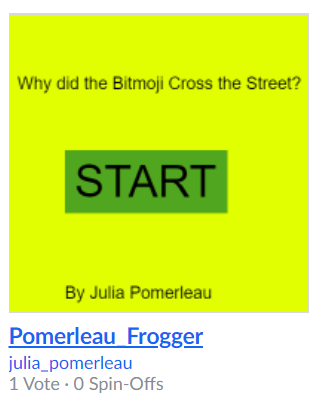 Why did the Bitmoji Cross the Street?
START
By Julia Pomerleau
Pomerleau_Frogger
julia_pomerleau
1 Vote · 0 Spin-Offs